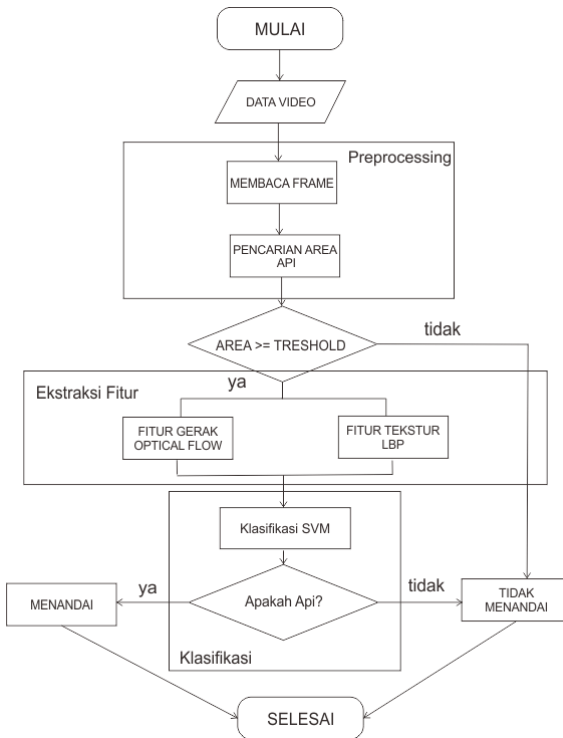 MULAI
DATA VIDEO
Preprocessing
MEMBACA FRAME
PENCARIAN AREA
API
AREA >= TRESHOLD
tidak
ya
Ekstraksi Fitur
FITUR GERAK
OPTICAL FLOW
FITUR TEKSTUR
LBP
Klasifikasi SVM
Apakah Api?
ya
tidak
MENANDAI
TIDAK
MENANDAI
Klasifikasi
SELESAI